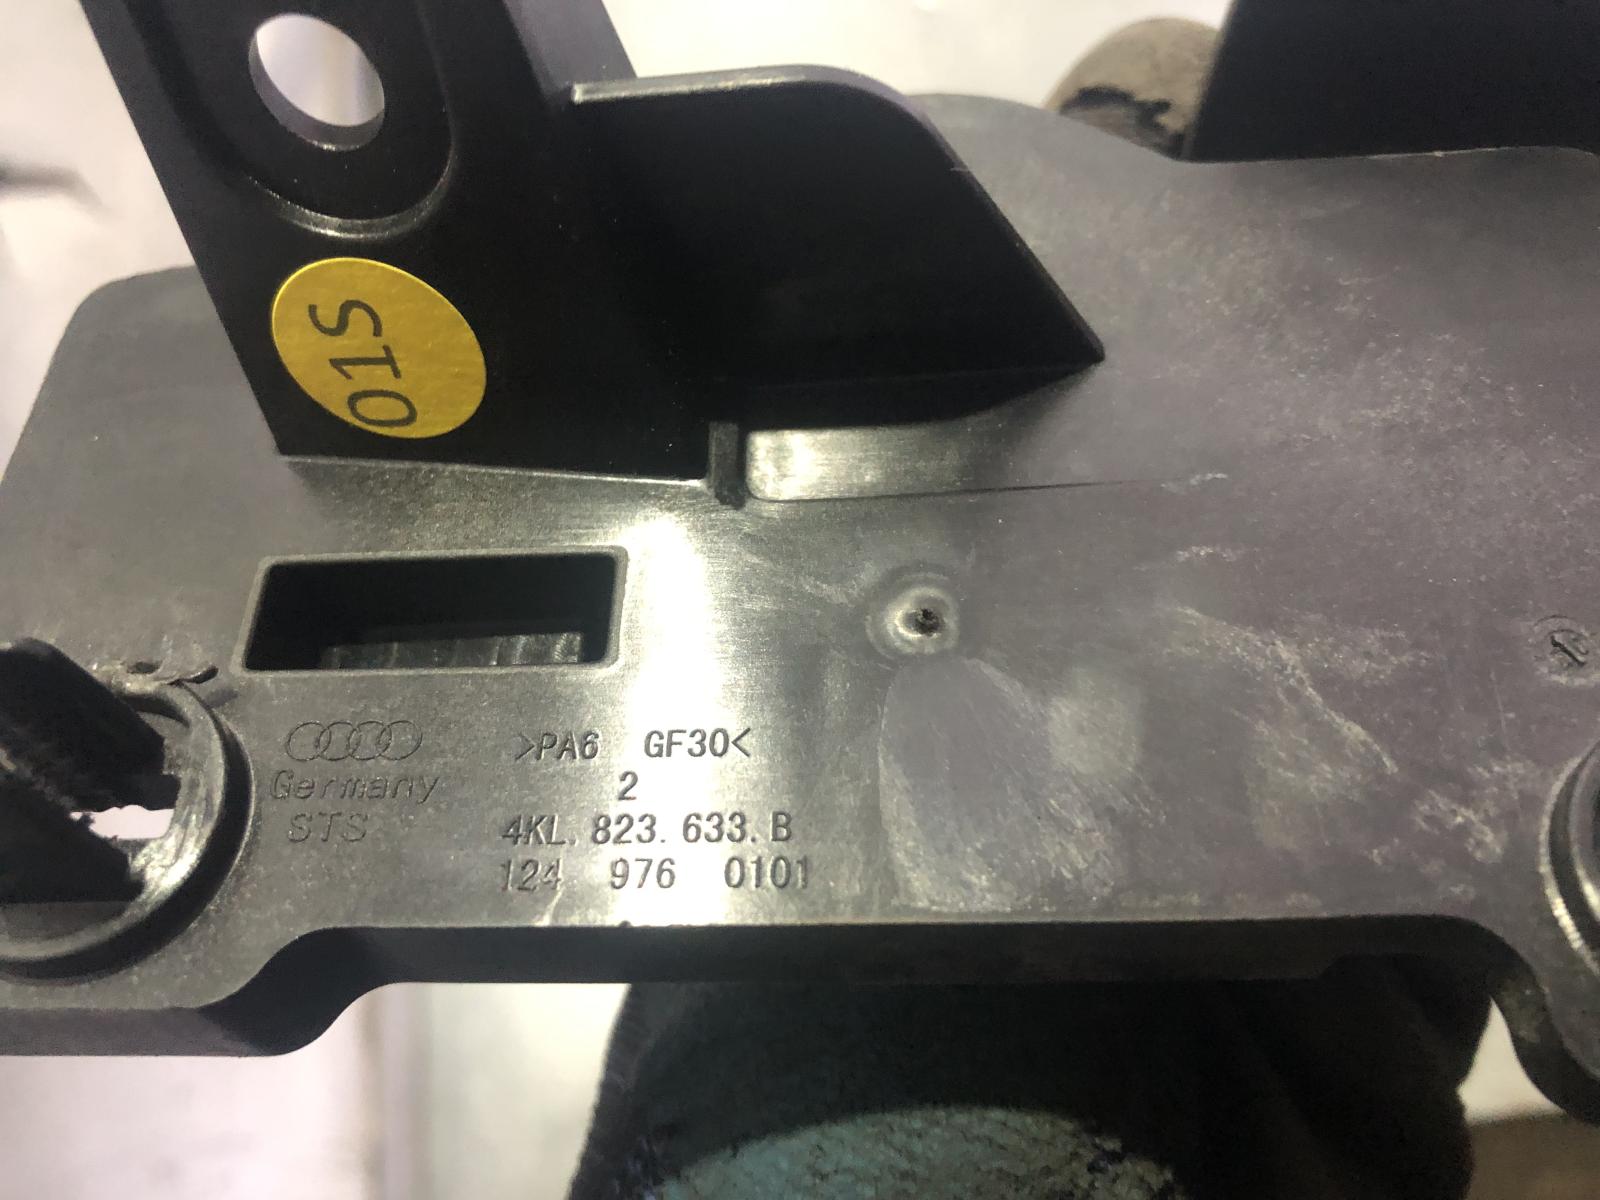 01S
>PA6 GF30<
Germany 2
STS 4KL. 823. 633. B
124 976 0101